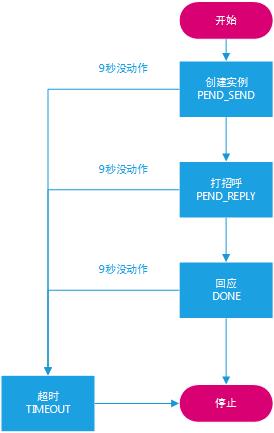 开始
9秒没动作
创建实例
PEND_SEND
9秒没动作
打招呼
PEND_REPLY
9秒没动作
回应
DONE
超时
TIMEOUT
停止